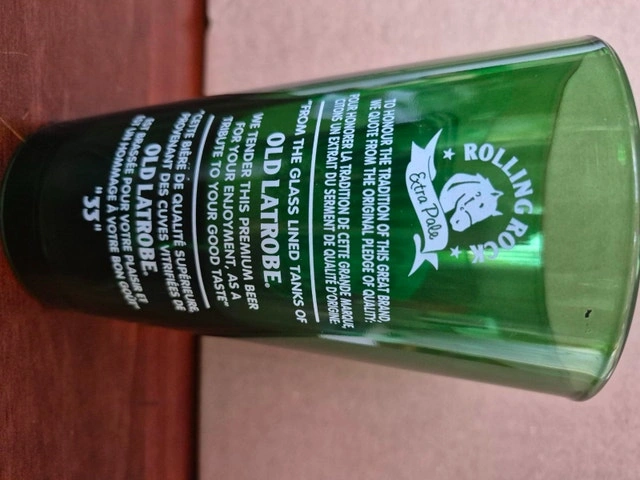 ROLLING ROCK
Extra Pale
TO HONOUR THE TRADITION OF THIS GREAT BRAND,
WE QUOTE FROM THE ORIGINAL PLEDGE OF QUALITY:
POUR HONORER LA TRADITION DE CETTE GRANDE MARQUE,
CITONS UN EXTRAIT DU SERMENT DE QUALITÉ D'ORIGINE:
"FROM THE GLASS LINED TANKS OF
OLD LATROBE.
WE TENDER THIS PREMIUM BEER
FOR YOUR ENJOYMENT, AS A
TRIBUTE TO YOUR GOOD TASTE"
"CETTE BIÈRE DE QUALITÉ SUPÉRIEURE
PROVENANT DES CUVES VITRIFIÉES DE
OLD LATROBE.
EST BRASSÉE POUR VOTRE PLAISIR ET
EN HOMMAGE À VOTRE BON GOÛT"
"33"